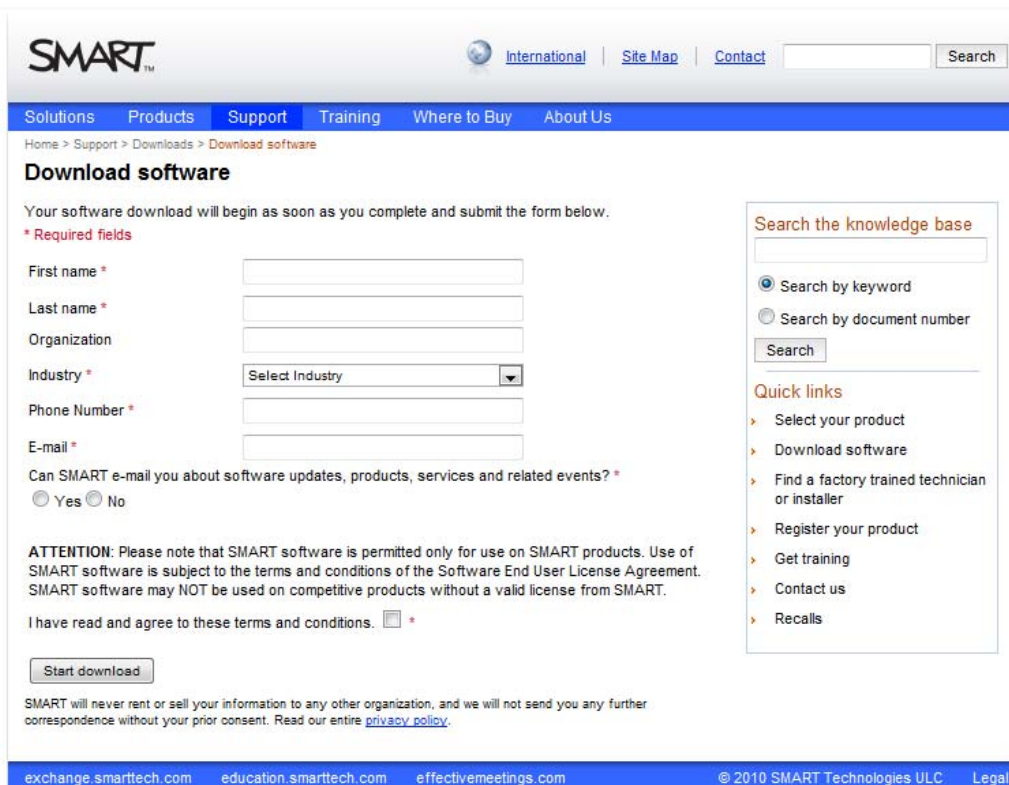 SMART™
International | Site Map | Contact Search
Solutions Products Support Training Where to Buy About Us
Home > Support > Downloads > Download software
Download software
Your software download will begin as soon as you complete and submit the form below.
* Required fields
First name *
Last name *
Organization
Industry * Select Industry
Phone Number *
E-mail *
Can SMART e-mail you about software updates, products, services and related events? *
Yes No
ATTENTION: Please note that SMART software is permitted only for use on SMART products. Use of
SMART software is subject to the terms and conditions of the Software End User License Agreement.
SMART software may NOT be used on competitive products without a valid license from SMART.
I have read and agree to these terms and conditions. *
Start download
SMART will never rent or sell your information to any other organization, and we will not send you any further
correspondence without your prior consent. Read our entire privacy policy.
Search the knowledge base
Search by keyword
Search by document number
Search
Quick links
› Select your product
› Download software
› Find a factory trained technician
or installer
› Register your product
› Get training
› Contact us
› Recalls
exchange.smarttech.com education.smarttech.com effectivemeetings.com © 2010 SMART Technologies ULC Legal